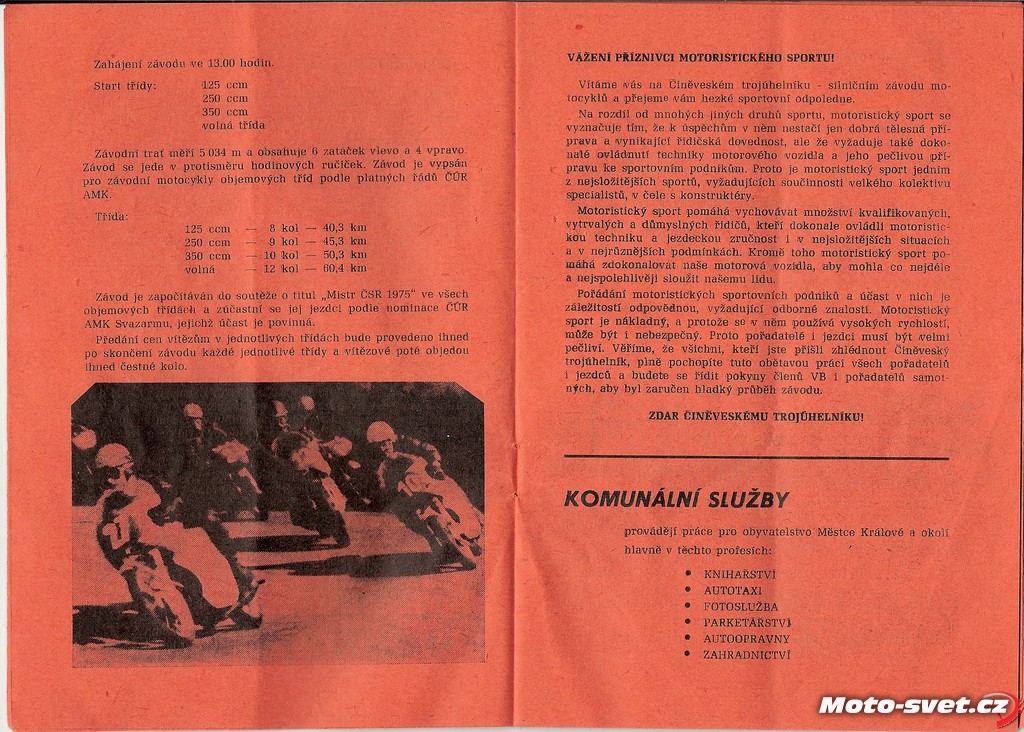 Zahájení závodu ve 13.00 hodin.
Start třídy: 125 ccm
250 ccm
350 ccm
volná třída
Závodní trať měří 5 034 m a obsahuje 6 zatáček vlevo a 4 vpravo.
Závod se jede v protisměru hodinových ručiček. Závod je vypsán
pro závodní motocykly objemových tříd podle platných řádů ČÚR
AMK.
Třída:
125 ccm — 8 kol — 40,3 km
250 ccm — 9 kol — 45,3 km
350 ccm — 10 kol — 50,3 km
volná — 12 kol — 60,4 km
Závod je započítáván do soutěže o titul „Mistr ČSR 1975“ ve všech
objemových třídách a zúčastní se jej jezdci podle nominace ČÚR
AMK Svazarmu, jejichž účast je povinná.
Předání cen vítězům v jednotlivých třídách bude provedeno ihned
po skončení závodu každé jednotlivé třídy a vítězové poté objedou
ihned čestné kolo.
VÁŽENÍ PŘÍZNIVCI MOTORISTICKÉHO SPORTU!
Vítáme vás na Činěveském trojúhelníku - silničním závodu mo-
tocyklů a přejeme vám hezké sportovní odpoledne.
Na rozdíl od mnohých jiných druhů sportu, motoristický sport se
vyznačuje tím, že k úspěchům v něm nestačí jen dobrá tělesná pří-
prava a vynikající řidičská dovednost, ale že vyžaduje také doko-
nalé ovládnutí techniky motorového vozidla a jeho pečlivou pří-
pravu ke sportovním podnikům. Proto je motoristický sport jedním
z nejsložitějších sportů, vyžadujících součinnosti velkého kolektivu
specialistů, v čele s konstruktéry.
Motoristický sport pomáhá vychovávat množství kvalifikovaných,
vytrvalých a důmyslných řidičů, kteří dokonale ovládli motoristic-
kou techniku a jezdeckou zručnost i v nejsložitějších situacích
a v nejrůznějších podmínkách. Kromě toho motoristický sport po-
máhá zdokonalovat naše motorová vozidla, aby mohla co nejdéle
a nejspolehlivěji sloužit našemu lidu.
Pořádání motoristických sportovních podniků a účast v nich je
záležitostí odpovědnou, vyžadující odborné znalosti. Motoristický
sport je nákladný, a protože se v něm používá vysokých rychlostí,
může být i nebezpečný. Proto pořadatelé i jezdci musí být velmi
pečliví. Věříme, že všichni, kteří jste přišli zhlédnout Činěveský
trojúhelník, plně pochopíte tuto obětavou práci všech pořadatelů
i jezdců a budete se řídit pokyny členů VB i pořadatelů samot-
ných, aby byl zaručen hladký průběh závodu.
ZDAR ČINĚVESKÉMU TROJÚHELNÍKU!
KOMUNÁLNÍ SLUŽBY
provádějí práce pro obyvatelstvo Městce Králové a okolí
hlavně v těchto profesích:
• KNIHAŘSTVÍ
• AUTOTAXI
• FOTOSLUŽBA
• PARKETÁŘSTVÍ
• AUTOOPRAVNY
• ZAHRADNICTVÍ
Moto-svet.cz